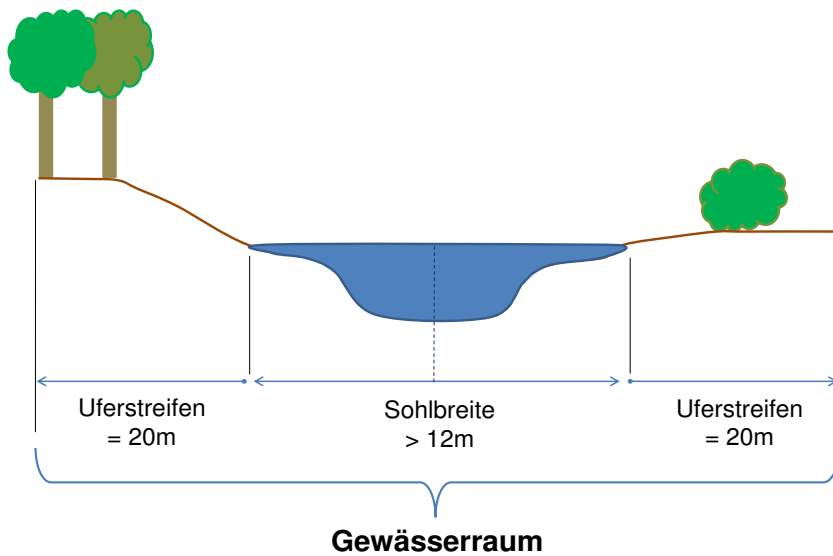 Uferstreifen
= 20m
Sohlbreite
> 12m
Uferstreifen
= 20m
Gewässerraum